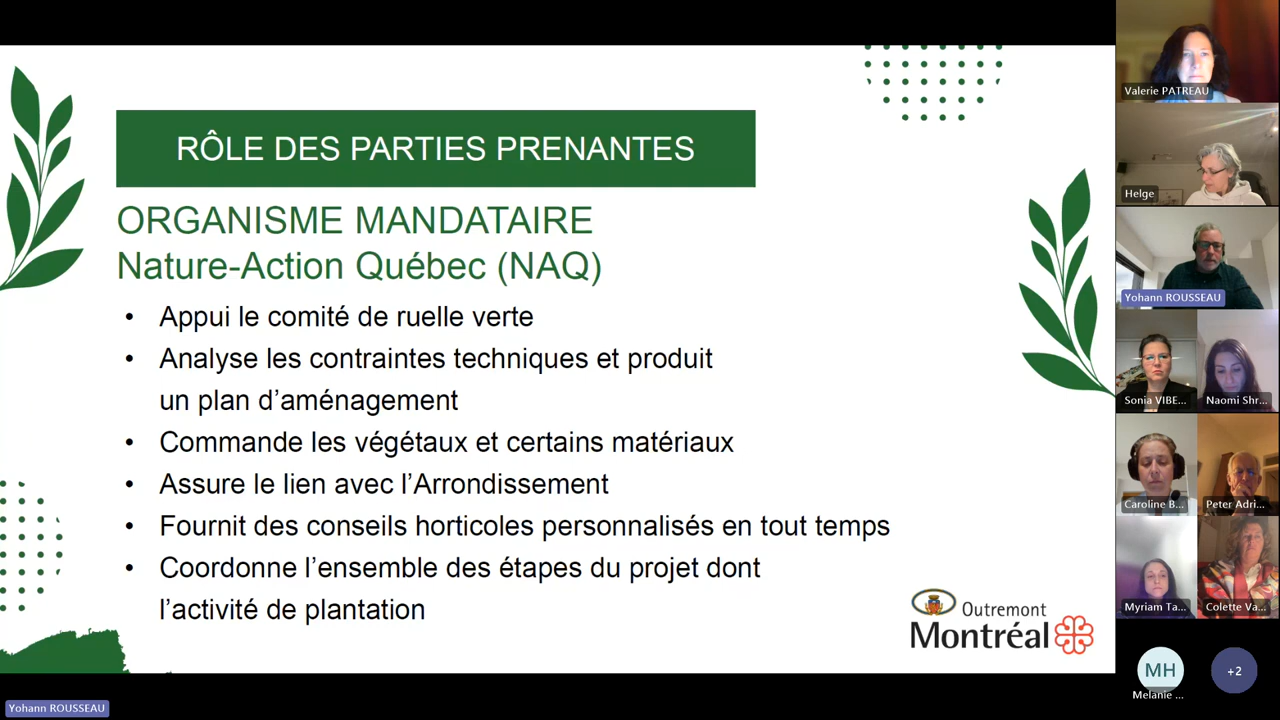 RÔLE DES PARTIES PRENANTES
ORGANISME MANDATAIRE
Nature-Action Québec (NAQ)
• Appui le comité de ruelle verte
• Analyse les contraintes techniques et produit
un plan d’aménagement
• Commande les végétaux et certains matériaux
• Assure le lien avec l’Arrondissement
• Fournit des conseils horticoles personnalisés en tout temps
• Coordonne l’ensemble des étapes du projet dont
l’activité de plantation
Outremont
Montréal
Valerie PATREAU
Helge
Yohann ROUSSEAU
Sonia VIBE...
Naomi Shr...
Caroline B...
Peter Adri...
Myriam Ta...
Colette Va...
MH
+2
Melanie ...
Yohann ROUSSEAU